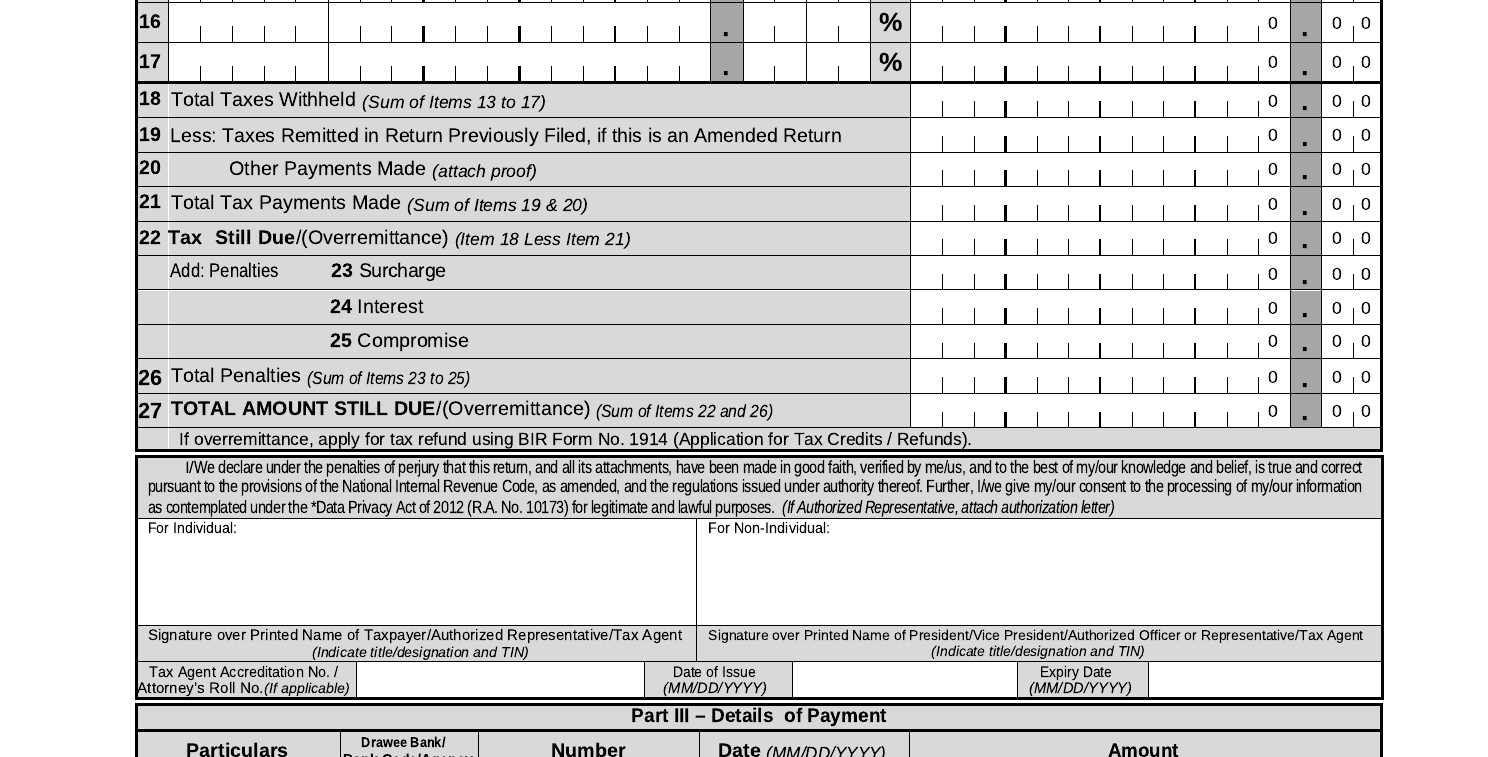 16 . % 0 . 0 0
17 . % 0 . 0 0
18 Total Taxes Withheld (Sum of Items 13 to 17) 0 . 0 0
19 Less: Taxes Remitted in Return Previously Filed, if this is an Amended Return 0 . 0 0
20 Other Payments Made (attach proof) 0 . 0 0
21 Total Tax Payments Made (Sum of Items 19 & 20) 0 . 0 0
22 Tax Still Due/(Overremittance) (Item 18 Less Item 21) 0 . 0 0
Add: Penalties 23 Surcharge 0 . 0 0
24 Interest 0 . 0 0
25 Compromise 0 . 0 0
26 Total Penalties (Sum of Items 23 to 25) 0 . 0 0
27 TOTAL AMOUNT STILL DUE/(Overremittance) (Sum of Items 22 and 26) 0 . 0 0
If overremittance, apply for tax refund using BIR Form No. 1914 (Application for Tax Credits / Refunds).
I/We declare under the penalties of perjury that this return, and all its attachments, have been made in good faith, verified by me/us, and to the best of my/our knowledge and belief, is true and correct
pursuant to the provisions of the National Internal Revenue Code, as amended, and the regulations issued under authority thereof. Further, I/we give my/our consent to the processing of my/our information
as contemplated under the *Data Privacy Act of 2012 (R.A. No. 10173) for legitimate and lawful purposes. (If Authorized Representative, attach authorization letter)
For Individual: For Non-Individual:
Signature over Printed Name of Taxpayer/Authorized Representative/Tax Agent Signature over Printed Name of President/Vice President/Authorized Officer or Representative/Tax Agent
(Indicate title/designation and TIN) (Indicate title/designation and TIN)
Tax Agent Accreditation No. / Date of Issue Expiry Date
Attorney's Roll No.(If applicable) (MM/DD/YYYY) (MM/DD/YYYY)
Part III – Details of Payment
Drawee Bank/
Particulars Number Date (MM/DD/YYYY) Amount